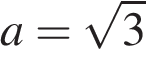 a = √3